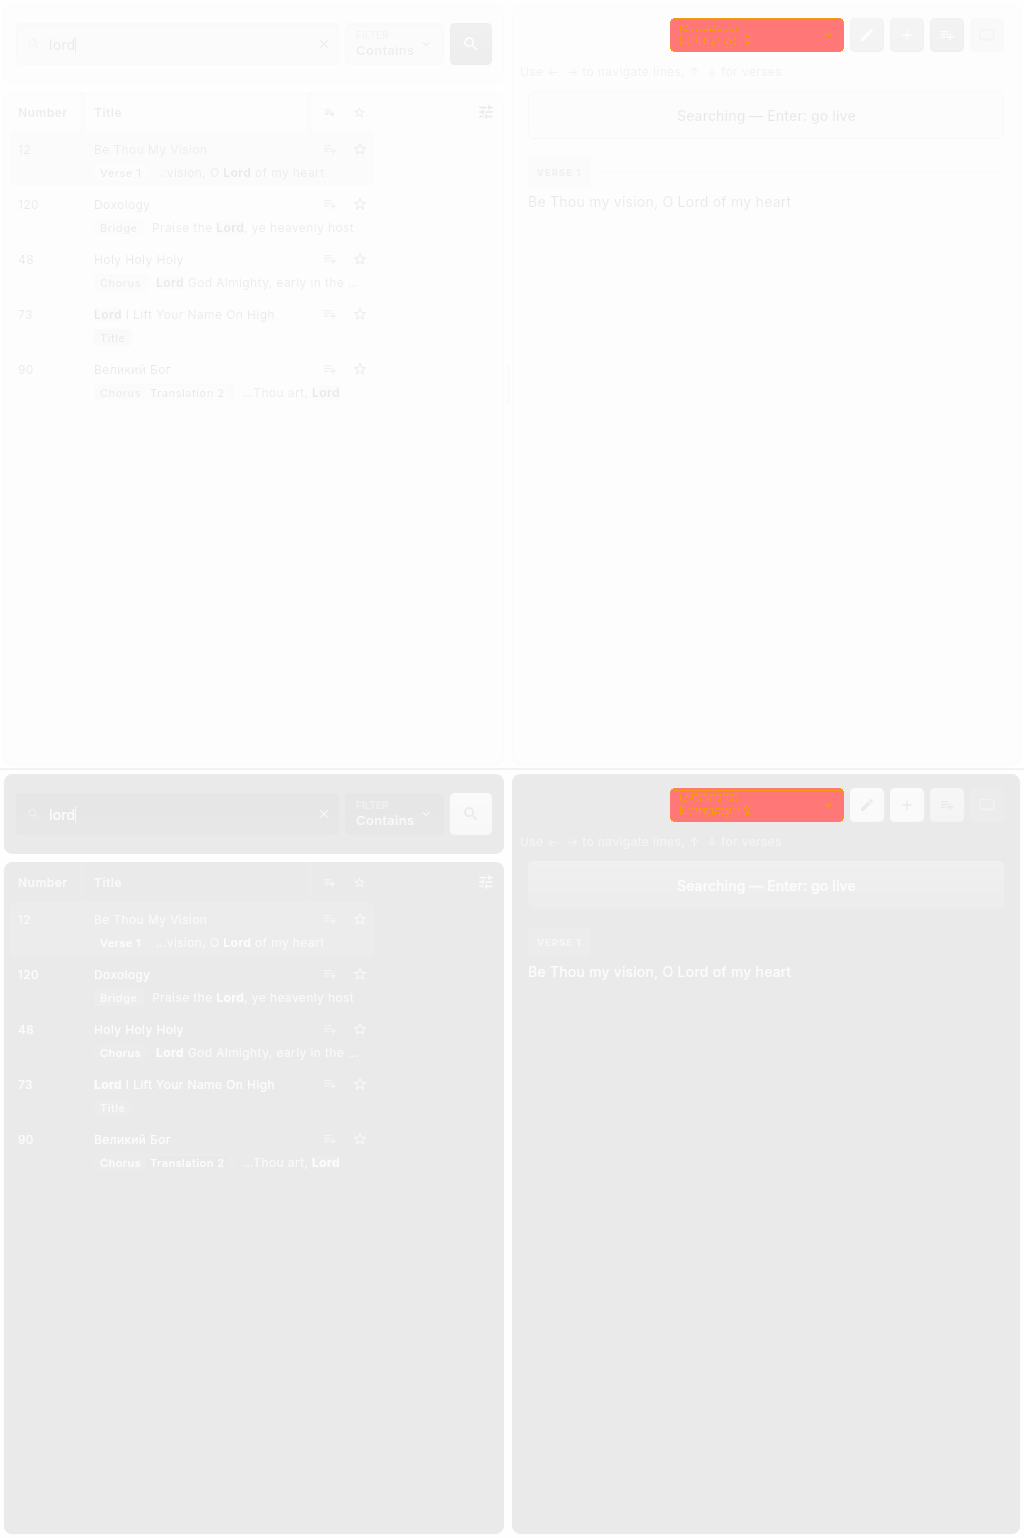 lord
FILTER
Contains
Number Title
12 Be Thou My Vision
Verse 1 ...vision, O Lord of my heart
120 Doxology
Bridge Praise the Lord, ye heavenly host
48 Holy Holy Holy
Chorus Lord God Almighty, early in the ...
73 Lord I Lift Your Name On High
Title
90 Великий Бог
Chorus Translation 2 ...Thou art, Lord
Use ← → to navigate lines, ↑ ↓ for verses
Searching — Enter: go live
VERSE 1
Be Thou my vision, O Lord of my heart
lord
FILTER
Contains
Number Title
12 Be Thou My Vision
Verse 1 ...vision, O Lord of my heart
120 Doxology
Bridge Praise the Lord, ye heavenly host
48 Holy Holy Holy
Chorus Lord God Almighty, early in the ...
73 Lord I Lift Your Name On High
Title
90 Великий Бог
Chorus Translation 2 ...Thou art, Lord
Use ← → to navigate lines, ↑ ↓ for verses
Searching — Enter: go live
VERSE 1
Be Thou my vision, O Lord of my heart